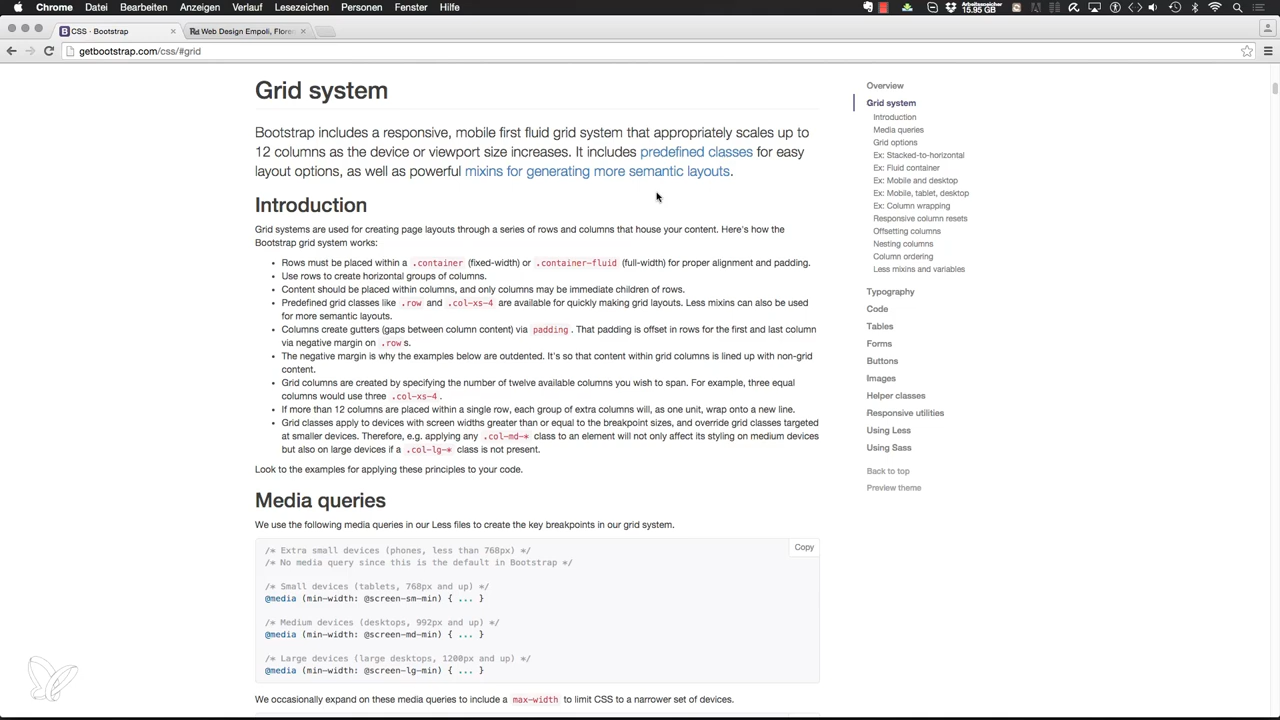 Chrome Datei Bearbeiten Anzeigen Verlauf Lesezeichen Personen Fenster Hilfe
Arbeitsspeicher
15.95 GB
CSS · Bootstrap
Web Design Empoli, Flore
getbootstrap.com/css/#grid
Grid system
Bootstrap includes a responsive, mobile first fluid grid system that appropriately scales up to
12 columns as the device or viewport size increases. It includes predefined classes for easy
layout options, as well as powerful mixins for generating more semantic layouts.
Introduction
Grid systems are used for creating page layouts through a series of rows and columns that house your content. Here's how the
Bootstrap grid system works:
• Rows must be placed within a .container (fixed-width) or .container-fluid (full-width) for proper alignment and padding.
• Use rows to create horizontal groups of columns.
• Content should be placed within columns, and only columns may be immediate children of rows.
• Predefined grid classes like .row and .col-xs-4 are available for quickly making grid layouts. Less mixins can also be used
for more semantic layouts.
• Columns create gutters (gaps between column content) via padding. That padding is offset in rows for the first and last column
via negative margin on .row s.
• The negative margin is why the examples below are outdented. It's so that content within grid columns is lined up with non-grid
content.
• Grid columns are created by specifying the number of twelve available columns you wish to span. For example, three equal
columns would use three .col-xs-4.
• If more than 12 columns are placed within a single row, each group of extra columns will, as one unit, wrap onto a new line.
• Grid classes apply to devices with screen widths greater than or equal to the breakpoint sizes, and override grid classes targeted
at smaller devices. Therefore, e.g. applying any .col-md-* class to an element will not only affect its styling on medium devices
but also on large devices if a .col-lg-* class is not present.
Look to the examples for applying these principles to your code.
Media queries
We use the following media queries in our Less files to create the key breakpoints in our grid system.
Copy
/* Extra small devices (phones, less than 768px) */
/* No media query since this is the default in Bootstrap */
/* Small devices (tablets, 768px and up) */
@media (min-width: @screen-sm-min) { ... }
/* Medium devices (desktops, 992px and up) */
@media (min-width: @screen-md-min) { ... }
/* Large devices (large desktops, 1200px and up) */
@media (min-width: @screen-lg-min) { ... }
We occasionally expand on these media queries to include a max-width to limit CSS to a narrower set of devices.
Overview
Grid system
Introduction
Media queries
Grid options
Ex: Stacked-to-horizontal
Ex: Fluid container
Ex: Mobile and desktop
Ex: Mobile, tablet, desktop
Ex: Column wrapping
Responsive column resets
Offsetting columns
Nesting columns
Column ordering
Less mixins and variables
Typography
Code
Tables
Forms
Buttons
Images
Helper classes
Responsive utilities
Using Less
Using Sass
Back to top
Preview theme